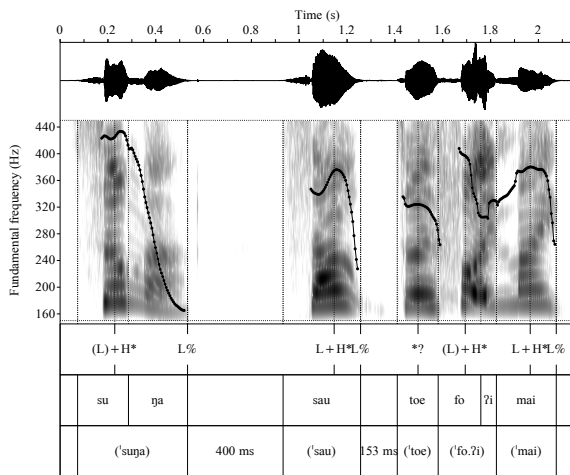 Time (s)
0 0.2 0.4 0.6 0.8 1 1.2 1.4 1.6 1.8 2
Fundamental frequency (Hz)
440
400
360
320
280
240
200
160
(L) + H* L% L + H*L% *? (L) + H* L + H*L%
su ŋa sau toe fo ʔi mai
(ˈsuŋa) 400 ms (ˈsau) 153 ms (ˈtoe) (ˈfo.ʔi) (ˈmai)